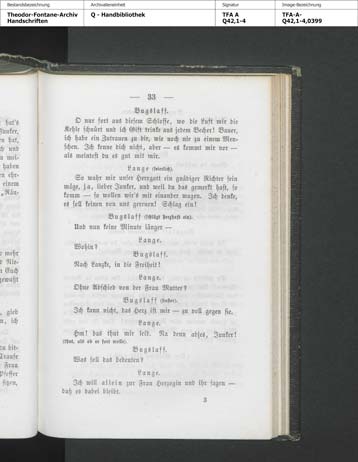 Bestandsbezeichnung
Archivalieneinheit
Signatur
Image-Bezeichnung
Theodor-Fontane-Archiv
Handschriften
Q - Handbibliothek
TFA A
Q42,1-4
TFA-A-
Q42,1-4,0399
— 33 —
Bugslaff.
O nur fort aus diesem Schlosse, wo die Luft mir die
Kehle schnürt und ich Gift trinke aus jedem Becher! Bauer,
ich habe ein Zutrauen zu dir, wie noch nie zu einem Men-
schen. Ich kenne dich nicht, aber — es kommt mir vor —
als meintest du es gut mit mir.
Lange (feierlich).
So wahr mir unser Herrgott ein gnädiger Richter sein
möge, ja, lieber Junker, und weil du das gemerkt hast, so
komm — so wollen wir's mit einander wagen. Ich denke,
es soll keinen von uns gereuen! Schlag ein!
Bugslaff (schlägt herzhaft ein).
Und nun keine Minute länger —
Lange.
Wohin?
Bugslaff.
Nach Lanzke, in die Freiheit!
Lange.
Ohne Abschied von der Frau Mutter?
Bugslaff (finster).
Ich kann nicht, das Herz ist mir — zu voll gegen sie.
Lange.
Hm! das thut mir leid. Na denn adjes, Junker!
(Thut, als ob er fort wolle).
Bugslaff.
Was soll das bedeuten?
Lange.
Ich will allein zur Frau Herzogin und ihr sagen —
daß es dabei bleibt.
3